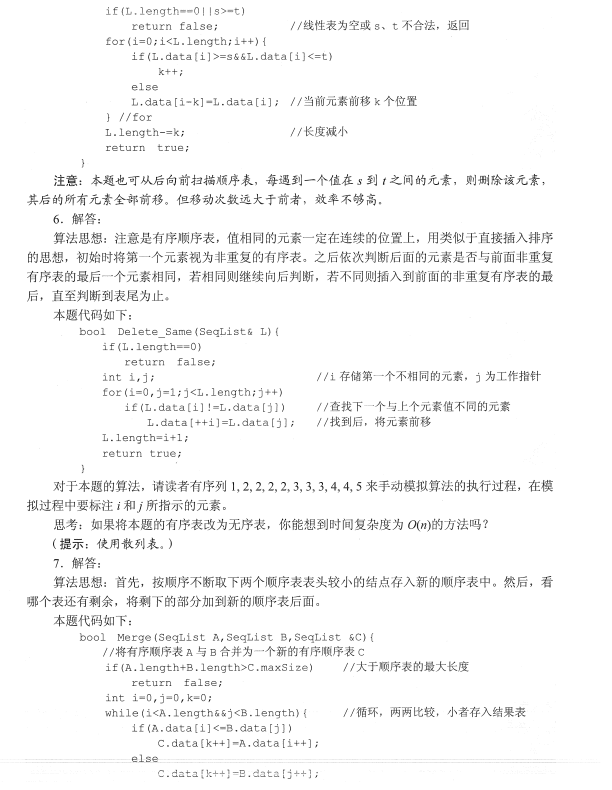 if(L.length==0||s>=t)
return false; //线性表为空或 s、t 不合法，返回
for(i=0;i<L.length;i++){
if(L.data[i]>=s&&L.data[i]<=t)
k++;
else
L.data[i-k]=L.data[i]; //当前元素前移 k 个位置
} //for
L.length-=k; //长度减小
return true;
}
注意：本题也可从后向前扫描顺序表，每遇到一个值在 s 到 t 之间的元素，则删除该元素，
其后的所有元素全部前移。但移动次数远大于前者，效率不够高。
6．解答：
算法思想：注意是有序顺序表，值相同的元素一定在连续的位置上，用类似于直接插入排序
的思想，初始时将第一个元素视为非重复的有序表。之后依次判断后面的元素是否与前面非重复
有序表的最后一个元素相同，若相同则继续向后判断，若不同则插入到前面的非重复有序表的最
后，直至判断到表尾为止。
本题代码如下：
bool Delete_Same(SeqList& L){
if(L.length==0)
return false;
int i,j; //i 存储第一个不相同的元素，j 为工作指针
for(i=0,j=1;j<L.length;j++)
if(L.data[i]!=L.data[j]) //查找下一个与上个元素值不同的元素
L.data[++i]=L.data[j]; //找到后，将元素前移
L.length=i+1;
return true;
}
对于本题的算法，请读者用序列 1, 2, 2, 2, 2, 3, 3, 3, 4, 4, 5 来手动模拟算法的执行过程，在模
拟过程中要标注 i 和 j 所指示的元素。
思考：如果将本题的有序表改为无序表，你能想到时间复杂度为 O(n)的方法吗？
（提示：使用散列表。）
7．解答：
算法思想：首先，按顺序不断取下两个顺序表表头较小的结点存入新的顺序表中。然后，看
哪个表还有剩余，将剩下的部分加到新的顺序表后面。
本题代码如下：
bool Merge(SeqList A,SeqList B,SeqList &C){
//将有序顺序表 A 与 B 合并为一个新的有序顺序表 C
if(A.length+B.length>C.maxSize) //大于顺序表的最大长度
return false;
int i=0,j=0,k=0;
while(i<A.length&&j<B.length){ //循环，两两比较，小者存入结果表
if(A.data[i]<=B.data[j])
C.data[k++]=A.data[i++];
else
C.data[k++]=B.data[j++];